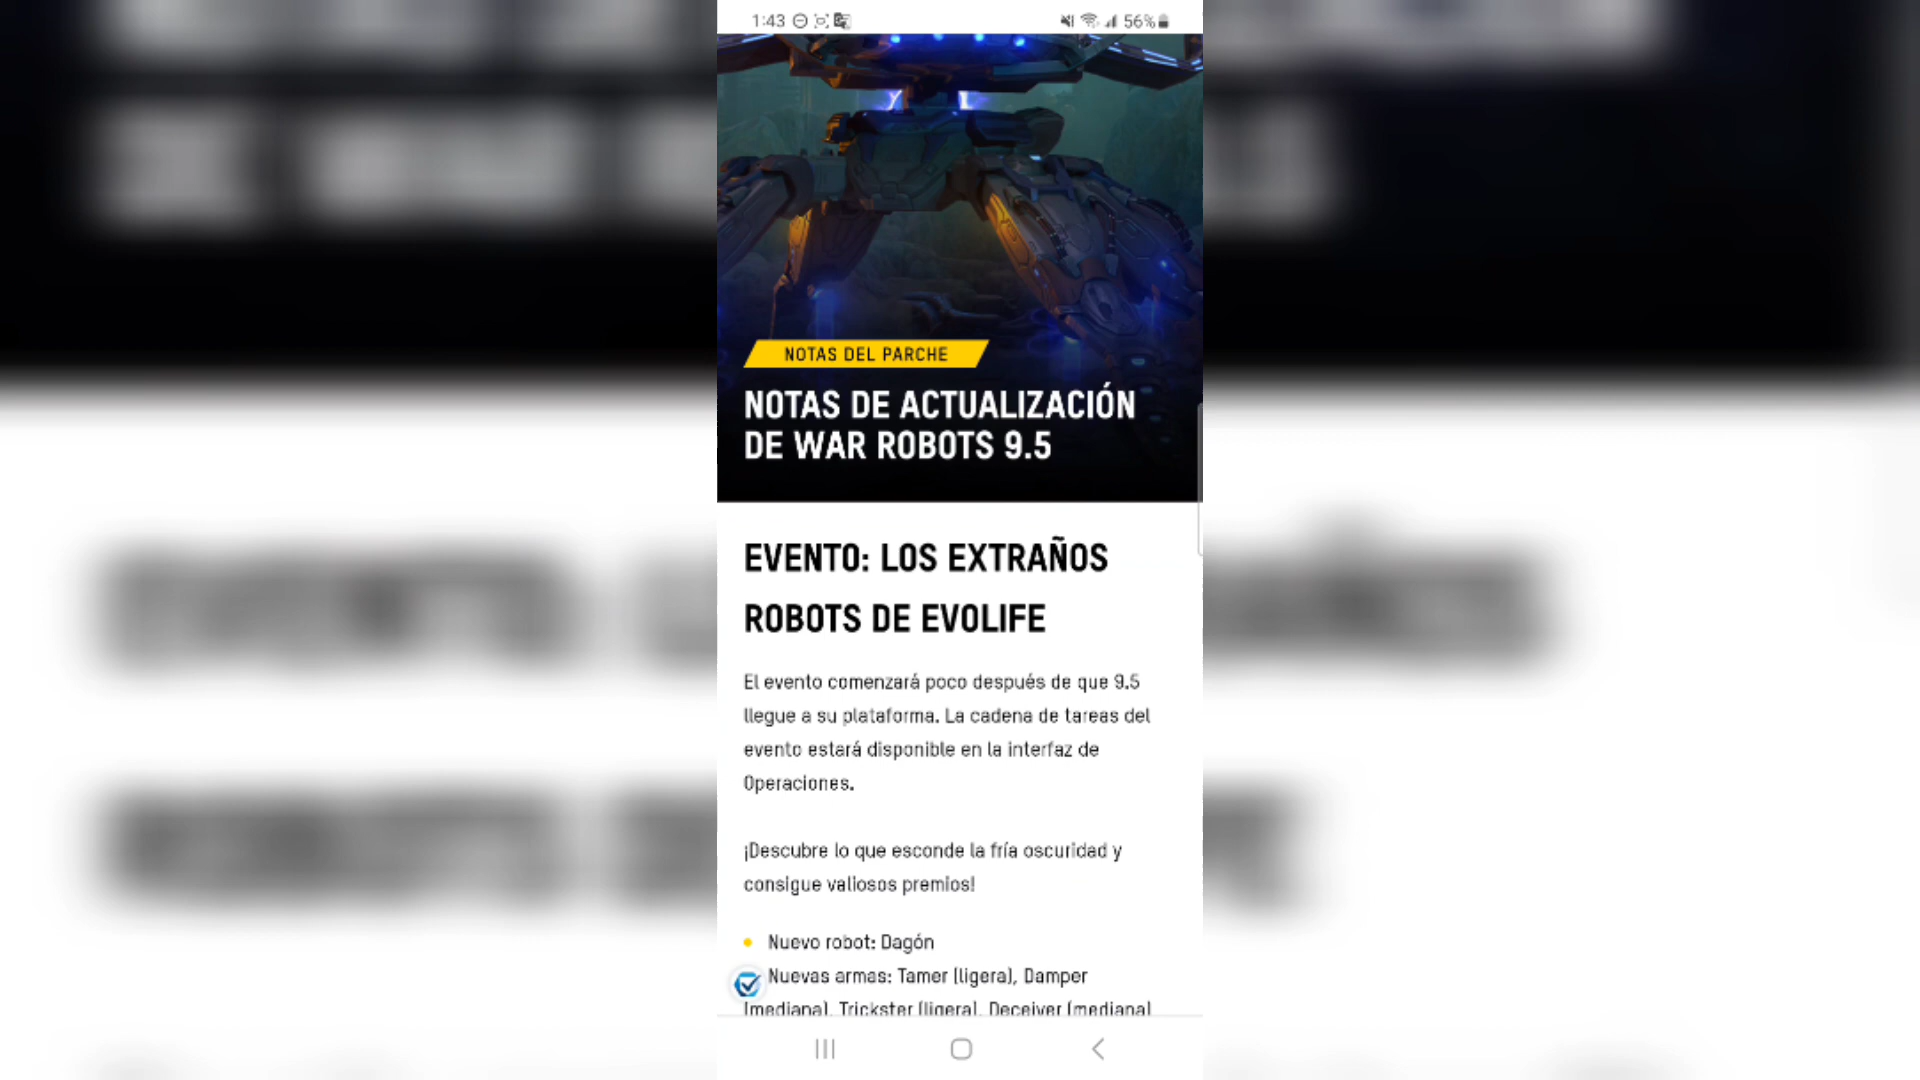 1:43
56%
NOTAS DEL PARCHE
NOTAS DE ACTUALIZACIÓN
DE WAR ROBOTS 9.5
EVENTO: LOS EXTRAÑOS
ROBOTS DE EVOLIFE
El evento comenzará poco después de que 9.5
llegue a su plataforma. La cadena de tareas del
evento estará disponible en la interfaz de
Operaciones.
¡Descubre lo que esconde la fría oscuridad y
consigue valiosos premios!
Nuevo robot: Dagón
Nuevas armas: Tamer (ligera), Damper
(mediana), Trickster (ligera), Deceiver (mediana)